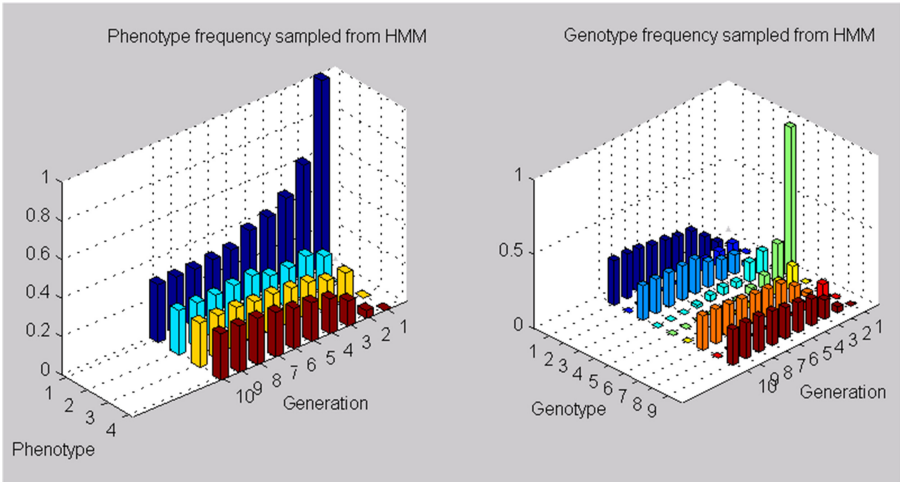 Phenotype frequency sampled from HMM
1
0.8
0.6
0.4
0.2
0
1
2
3
4
Phenotype
10 9 8 7 6 5 4 3 2 1
Generation
Genotype frequency sampled from HMM
1
0.5
0
1 2 3 4 5 6 7 8 9
Genotype
10 9 8 7 6 5 4 3 2 1
Generation